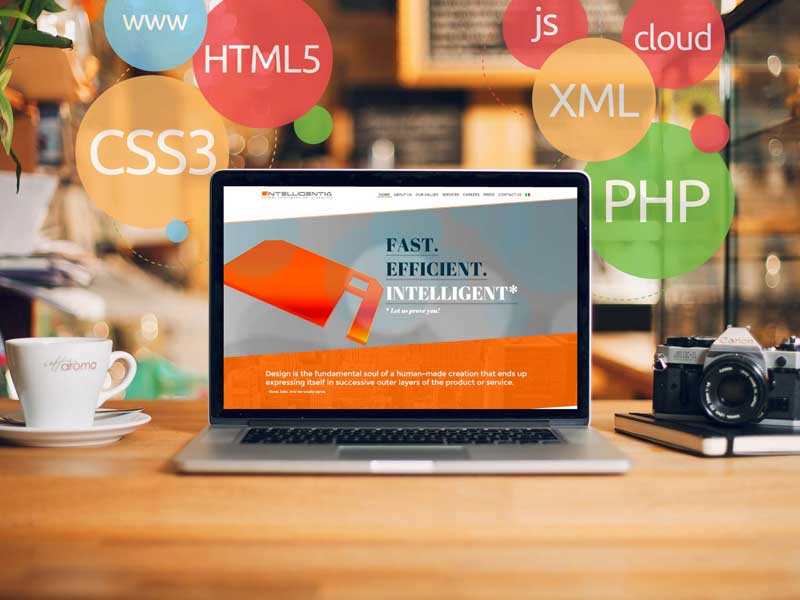 www
HTML5
js
cloud
CSS3
XML
PHP
INTELLIGENTIA
HOME ABOUT US OUR VALUES SERVICES CAREERS PRESS CONTACT US
FAST.
EFFICIENT.
INTELLIGENT*
* Let us prove you!
Design is the fundamental soul of a human-made creation that ends up
expressing itself in successive outer layers of the product or service.
caffè
aroma
Canon